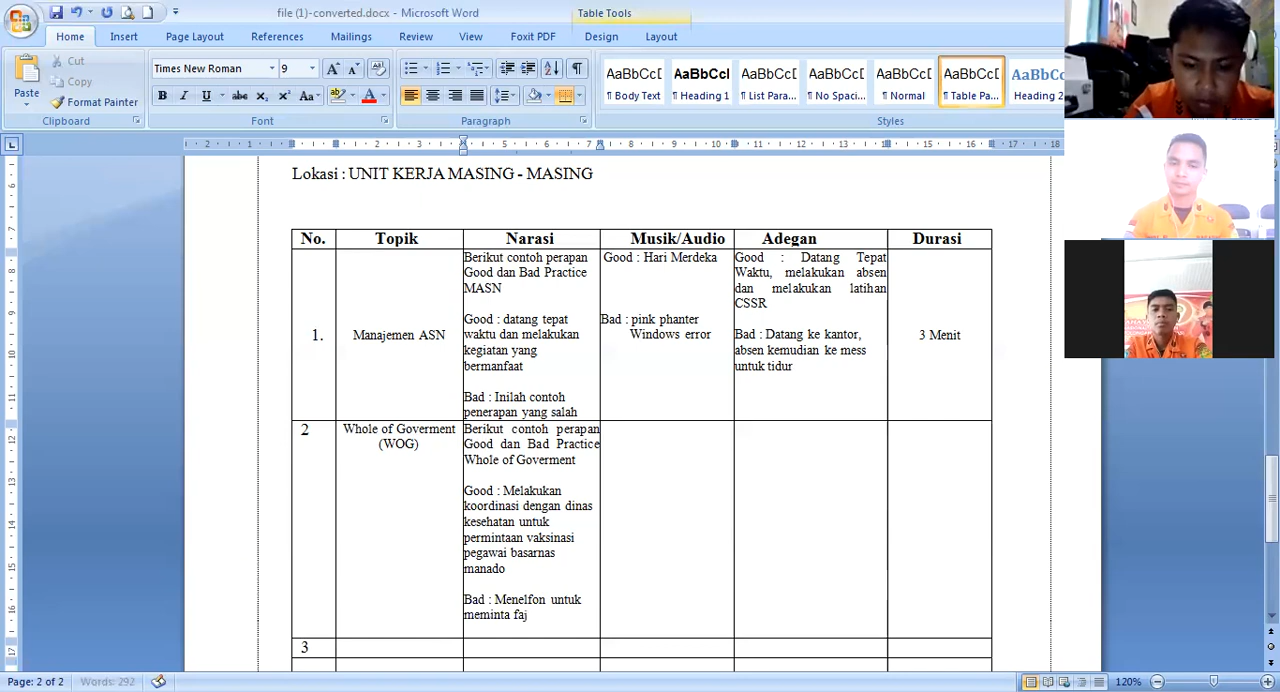 file (1)-converted.docx - Microsoft Word
Table Tools
Home Insert Page Layout References Mailings Review View Foxit PDF Design Layout
Paste
Cut
Copy
Format Painter
Clipboard
Times New Roman 9
Font
Paragraph
AaBbCcD AaBbCcI AaBbCcD AaBbCcD AaBbCcD AaBbCcD AaBbCc
¶ Body Text ¶ Heading 1 ¶ List Para... ¶ No Spaci... ¶ Normal ¶ Table Pa... Heading 2
Styles
Lokasi : UNIT KERJA MASING - MASING
No. Topik Narasi Musik/Audio Adegan Durasi
1.
Manajemen ASN
Berikut contoh perapan
Good dan Bad Practice
MASN
Good : datang tepat
waktu dan melakukan
kegiatan yang
bermanfaat
Bad : Inilah contoh
penerapan yang salah
Good : Hari Merdeka
Bad : pink phanter
Windows error
Good : Datang Tepat
Waktu, melakukan absen
dan melakukan latihan
CSSR
Bad : Datang ke kantor,
absen kemudian ke mess
untuk tidur
3 Menit
2
Whole of Goverment
(WOG)
Berikut contoh perapan
Good dan Bad Practice
Whole of Goverment
Good : Melakukan
koordinasi dengan dinas
kesehatan untuk
permintaan vaksinasi
pegawai basarnas
manado
Bad : Menelfon untuk
meminta faj
3
Page: 2 of 2 Words: 292 120%